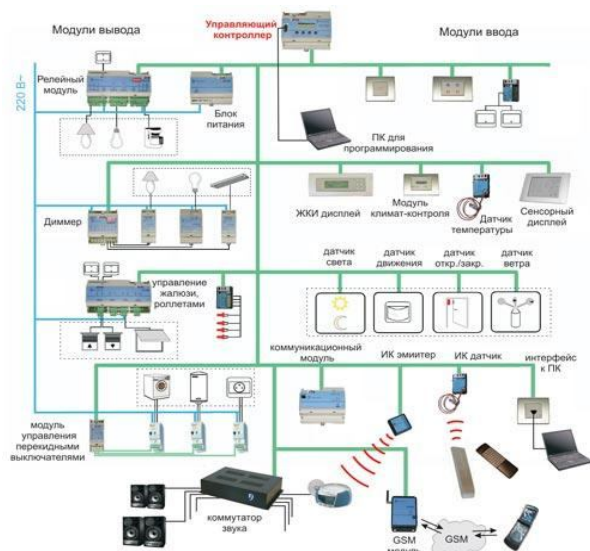 Модули вывода
Управляющий
контроллер
Модули ввода
Релейный
модуль
220 В~
Блок
питания
ПК для
программирования
Диммер
ЖКИ дисплей
Модуль
климат-контроля
Датчик
температуры
Сенсорный
дисплей
управление
жалюзи,
роллетами
датчик
света
датчик
движения
датчик
откр./закр.
датчик
ветра
коммуникационный
модуль
ИК эмиитер
ИК датчик
интерфейс
к ПК
модуль
управления
перекидными
выключателями
коммутатор
звука
GSM
модуль
GSM